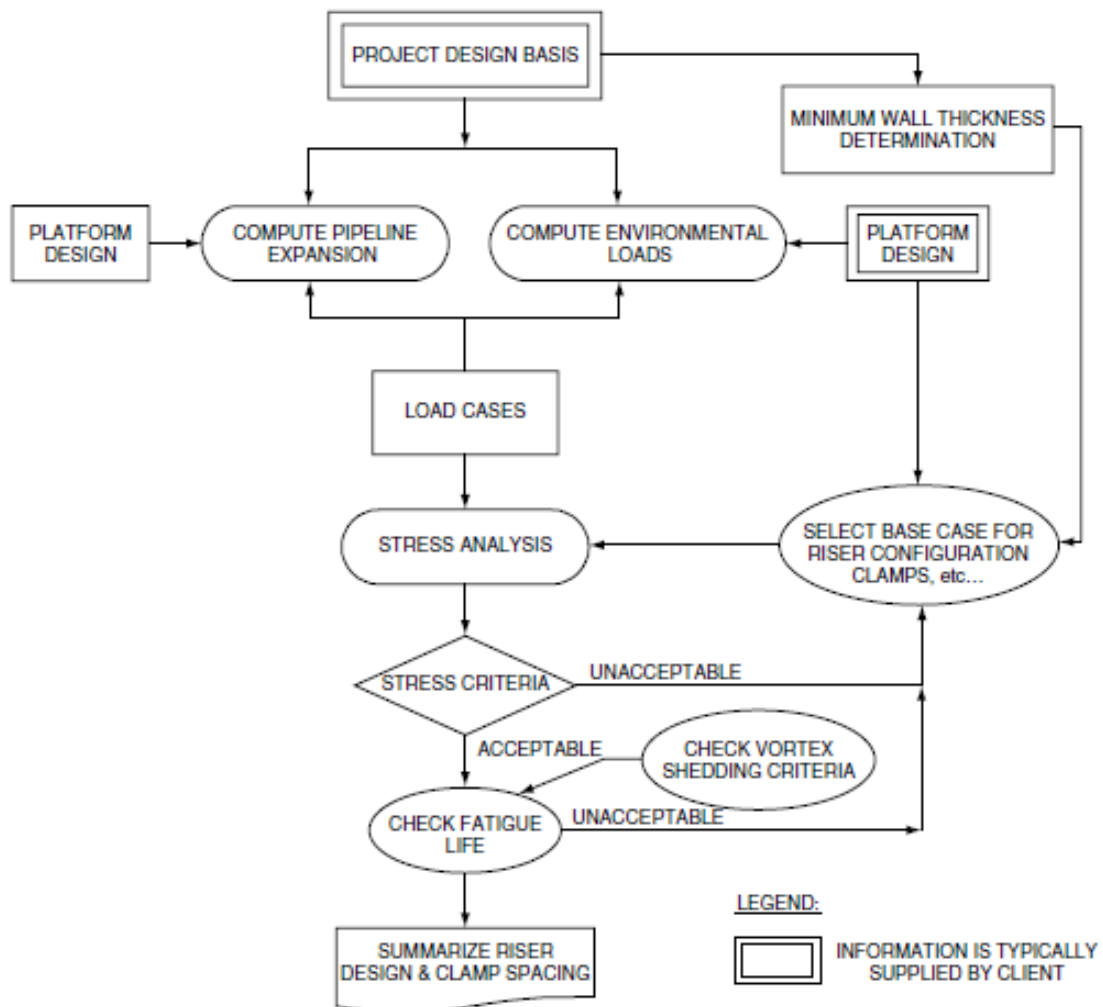 PROJECT DESIGN BASIS
MINIMUM WALL THICKNESS
DETERMINATION
PLATFORM
DESIGN
COMPUTE PIPELINE
EXPANSION
COMPUTE ENVIRONMENTAL
LOADS
PLATFORM
DESIGN
LOAD CASES
STRESS ANALYSIS
SELECT BASE CASE FOR
RISER CONFIGURATION
CLAMPS, etc...
STRESS CRITERIA
UNACCEPTABLE
ACCEPTABLE
CHECK VORTEX
SHEDDING CRITERIA
CHECK FATIGUE
LIFE
UNACCEPTABLE
SUMMARIZE RISER
DESIGN & CLAMP SPACING
LEGEND:
INFORMATION IS TYPICALLY
SUPPLIED BY CLIENT